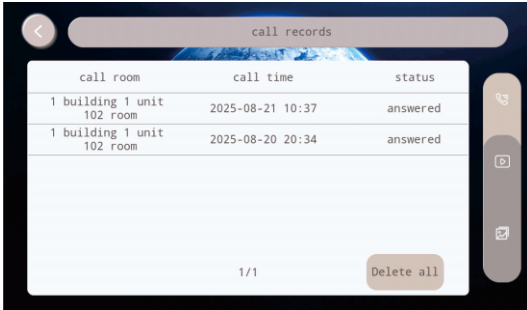 call records
call room call time status
1 building 1 unit
102 room 2025-08-21 10:37 answered
1 building 1 unit
102 room 2025-08-20 20:34 answered
1/1 Delete all